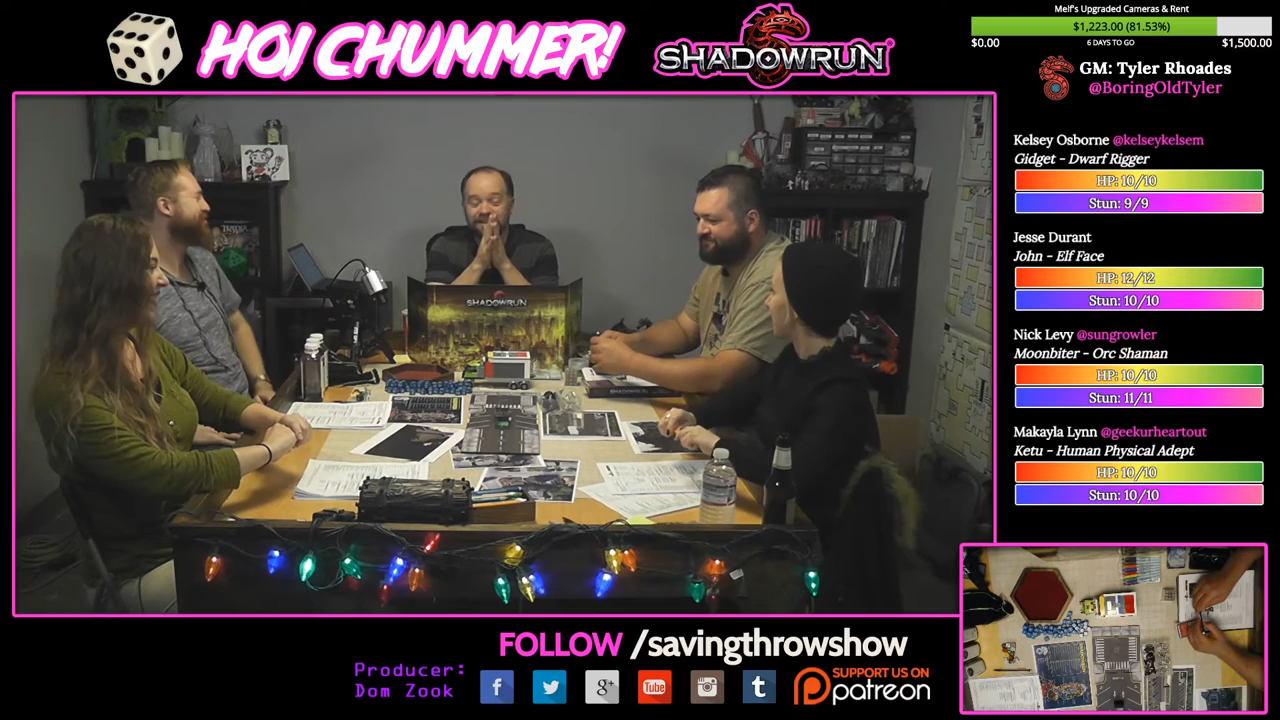 HOI CHUMMER!
SHADOWRUN
Melf's Upgraded Cameras & Rent
$1,223.00 (81.53%)
$0.00
6 DAYS TO GO
$1,500.00
GM: Tyler Rhoades
@BoringOldTyler
Kelsey Osborne @kelseykelsem
Gidget - Dwarf Rigger
HP: 10/10
Stun: 9/9
Jesse Durant
John - Elf Face
HP: 12/12
Stun: 10/10
Nick Levy @sungrowler
Moonbiter - Orc Shaman
HP: 10/10
Stun: 11/11
Makayla Lynn @geekurheartout
Ketu - Human Physical Adept
HP: 10/10
Stun: 10/10
SHADOWRUN
FOLLOW /savingthrowshow
Producer:
Dom Zook
f
g+
You
Tube
t
SUPPORT US ON
patreon